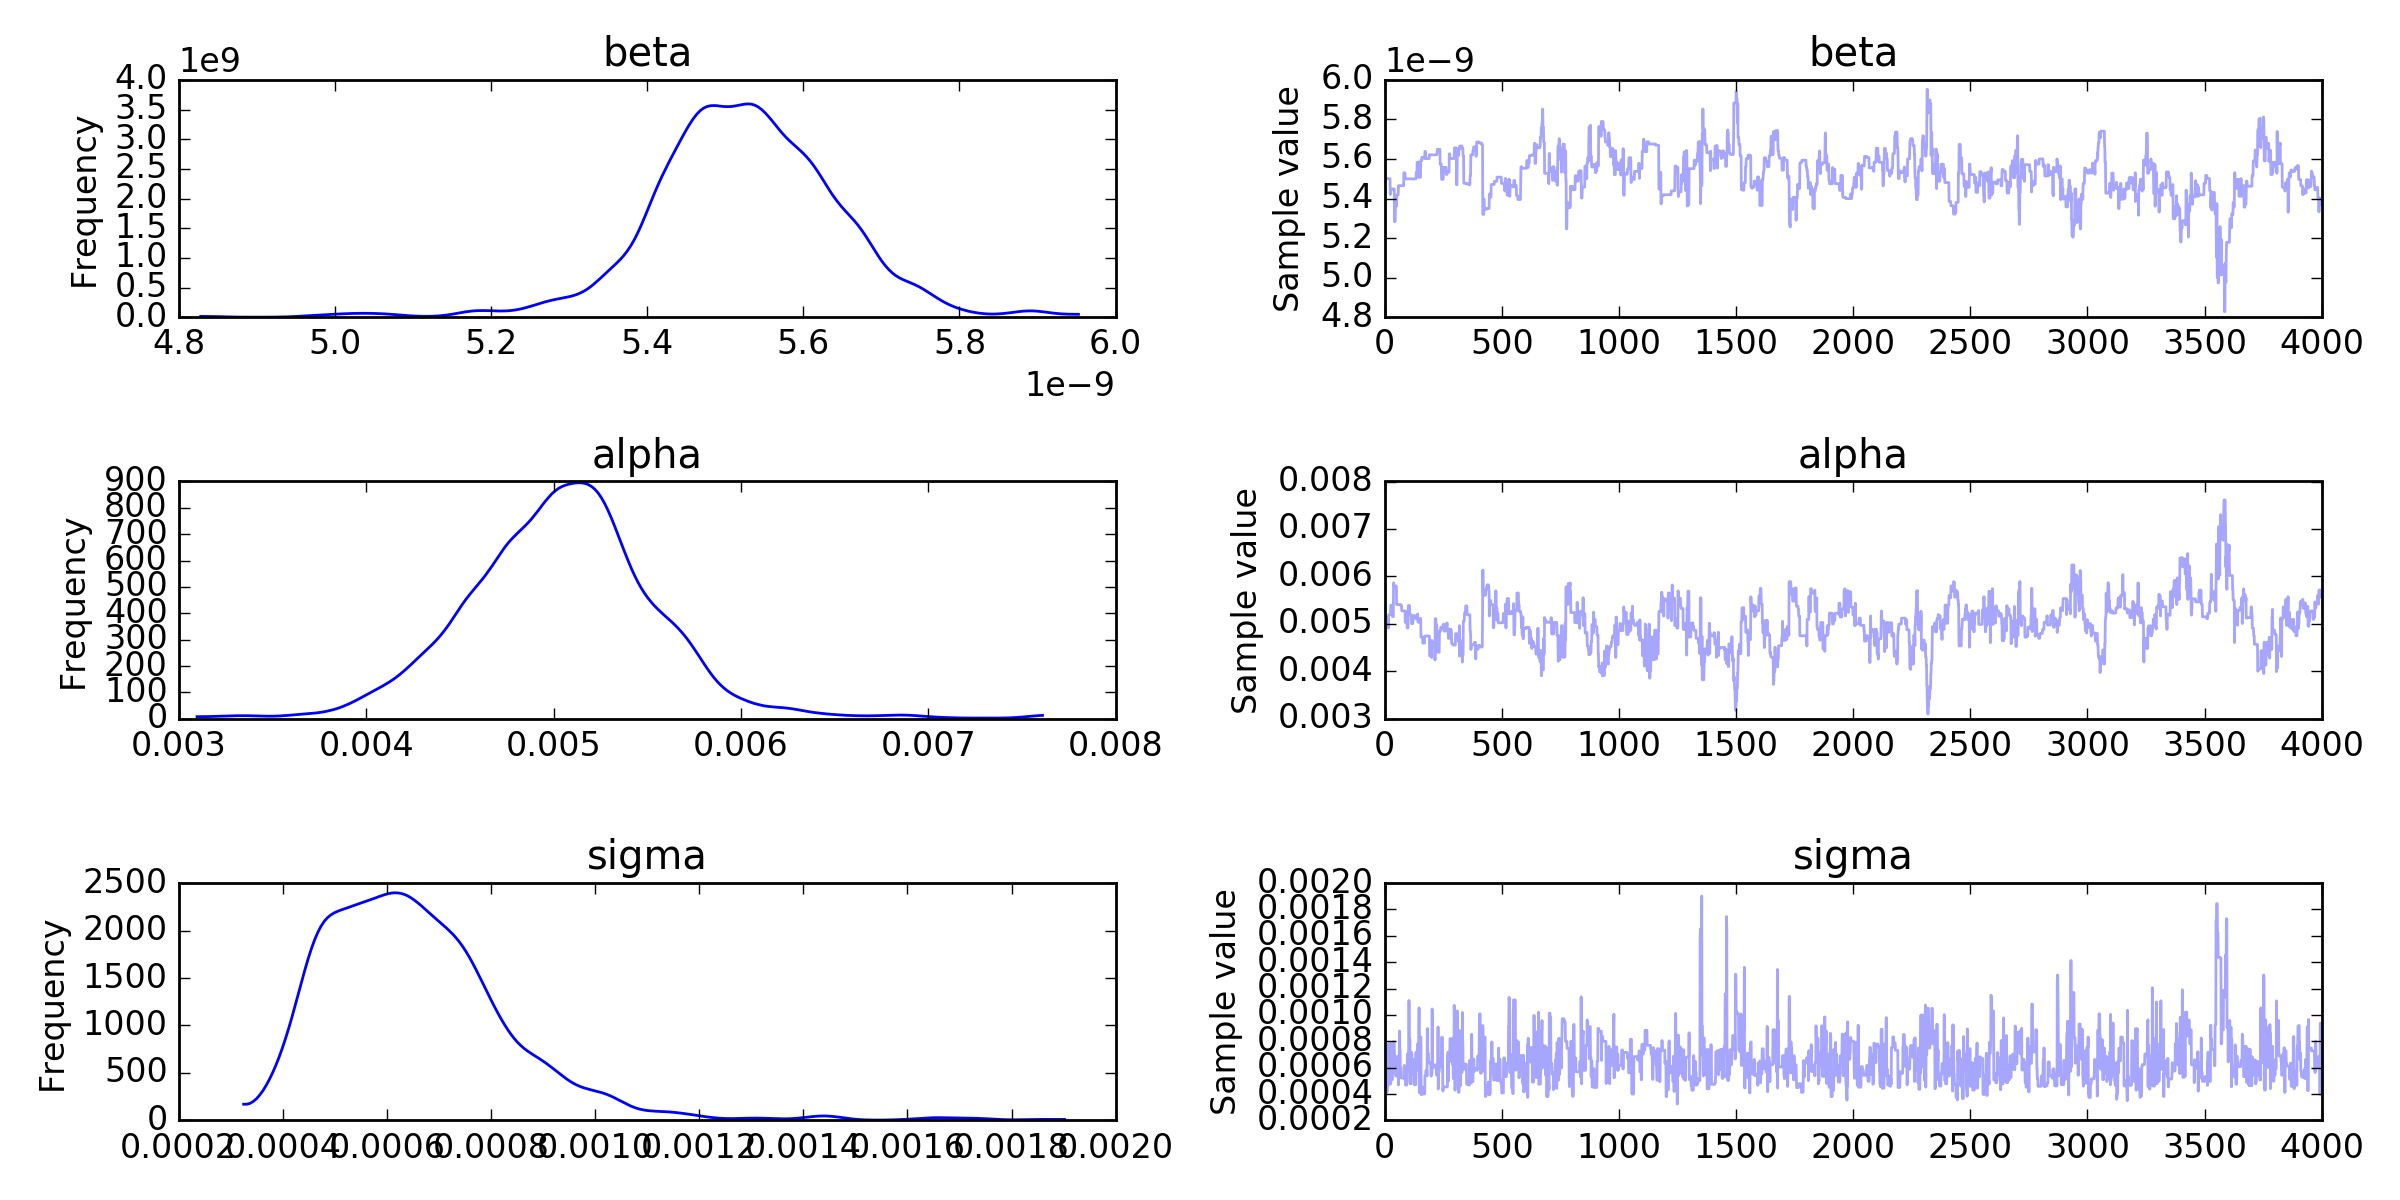 beta
1e9
4.0
3.5
3.0
2.5
2.0
1.5
1.0
0.5
0.0
Frequency
4.8 5.0 5.2 5.4 5.6 5.8 6.0
1e−9
beta
1e−9
6.0
5.8
5.6
5.4
5.2
5.0
4.8
Sample value
0 500 1000 1500 2000 2500 3000 3500 4000
alpha
900
800
700
600
500
400
300
200
100
0
Frequency
0.003 0.004 0.005 0.006 0.007 0.008
alpha
0.008
0.007
0.006
0.005
0.004
0.003
Sample value
0 500 1000 1500 2000 2500 3000 3500 4000
sigma
2500
2000
1500
1000
500
0
Frequency
0.0002 0.0004 0.0006 0.0008 0.0010 0.0012 0.0014 0.0016 0.0018 0.0020
sigma
0.0020
0.0018
0.0016
0.0014
0.0012
0.0010
0.0008
0.0006
0.0004
0.0002
Sample value
0 500 1000 1500 2000 2500 3000 3500 4000